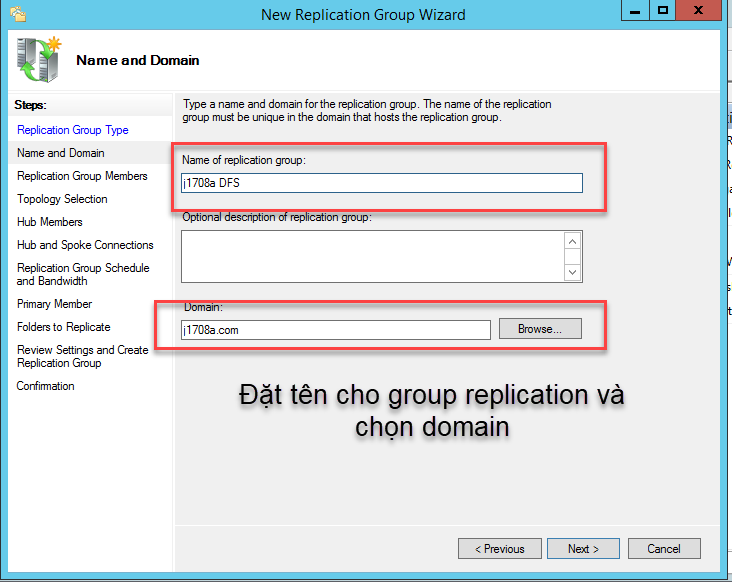 New Replication Group Wizard
Name and Domain
Steps:
Replication Group Type
Name and Domain
Replication Group Members
Topology Selection
Hub Members
Hub and Spoke Connections
Replication Group Schedule
and Bandwidth
Primary Member
Folders to Replicate
Review Settings and Create
Replication Group
Confirmation
Type a name and domain for the replication group. The name of the replication
group must be unique in the domain that hosts the replication group.
Name of replication group:
j1708a DFS
Optional description of replication group:
Domain:
j1708a.com
Browse...
Đặt tên cho group replication và
chọn domain
< Previous
Next >
Cancel